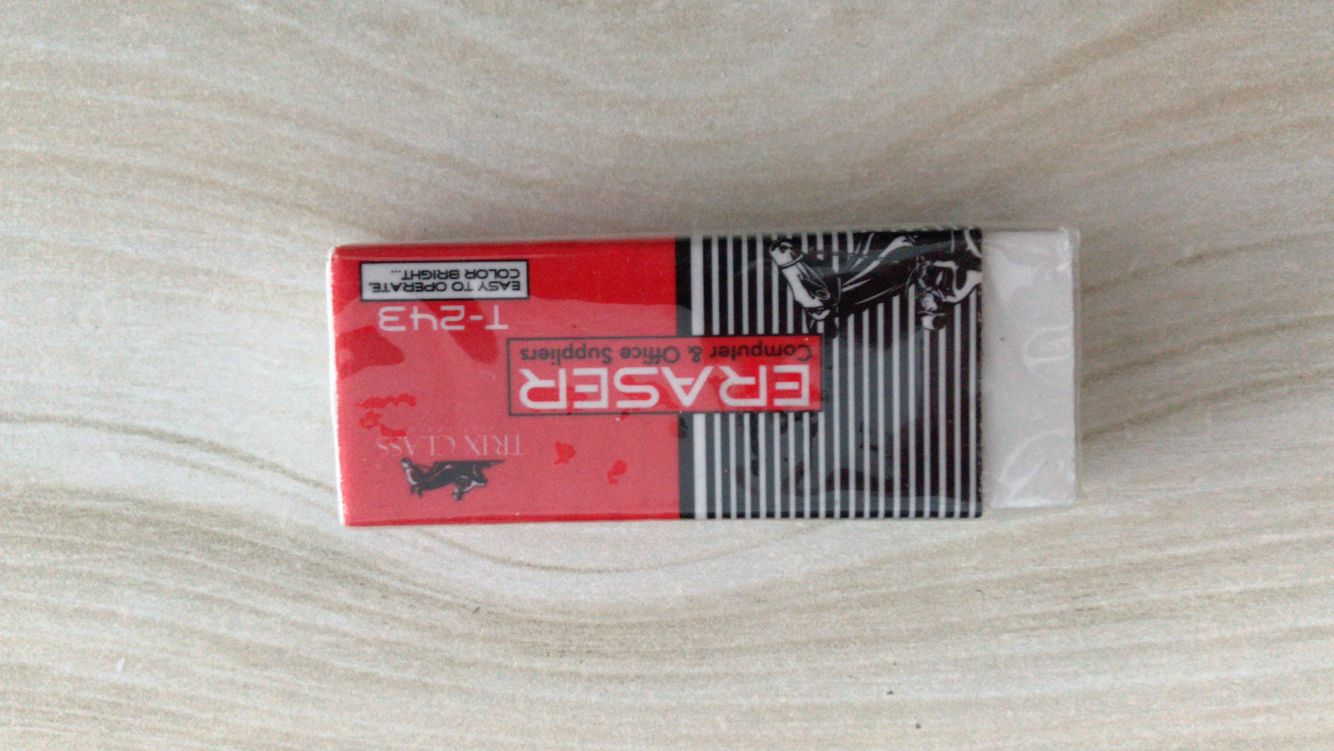 TRIX CLASS
ERASER
Computer & Office Suppliers
T-243
EASY TO OPERATE,
COLOR BRIGHT...